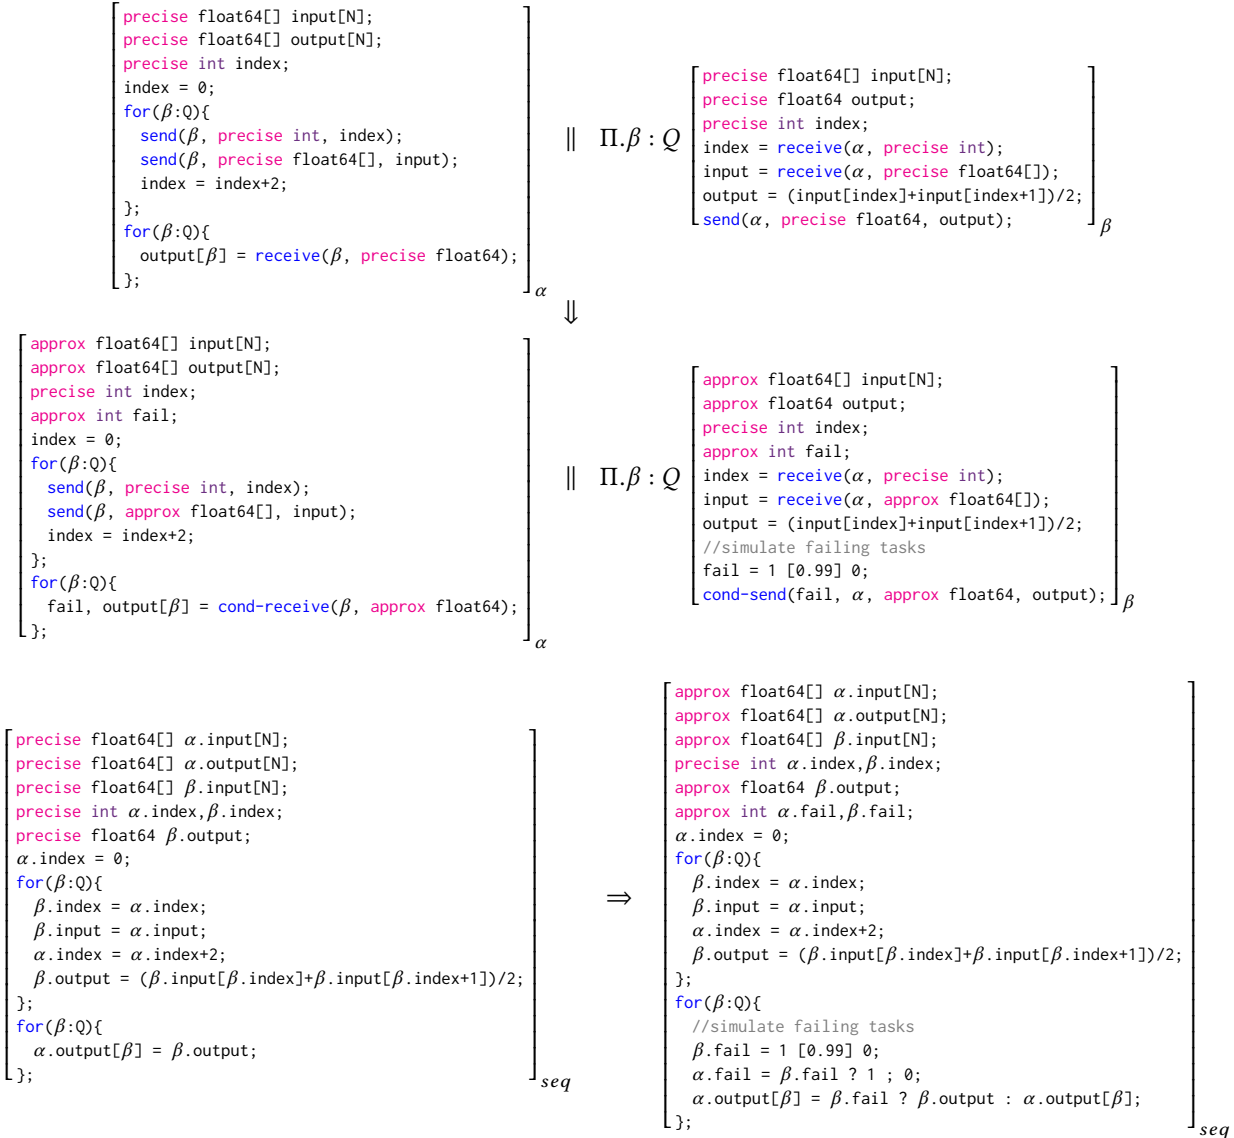 precise float64[] input[N];
precise float64[] output[N];
precise int index;
index = 0;
for(β:Q){
send(β, precise int, index);
send(β, precise float64[], input);
index = index+2;
};
for(β:Q){
output[β] = receive(β, precise float64);
};
α
∥ Π.β : Q
precise float64[] input[N];
precise float64 output;
precise int index;
index = receive(α, precise int);
input = receive(α, precise float64[]);
output = (input[index]+input[index+1])/2;
send(α, precise float64, output);
β
⇓
approx float64[] input[N];
approx float64[] output[N];
precise int index;
approx int fail;
index = 0;
for(β:Q){
send(β, precise int, index);
send(β, approx float64[], input);
index = index+2;
};
for(β:Q){
fail, output[β] = cond-receive(β, approx float64);
};
α
∥ Π.β : Q
approx float64[] input[N];
approx float64 output;
precise int index;
approx int fail;
index = receive(α, precise int);
input = receive(α, approx float64[]);
output = (input[index]+input[index+1])/2;
//simulate failing tasks
fail = 1 [0.99] 0;
cond-send(fail, α, approx float64, output);
β
precise float64[] α.input[N];
precise float64[] α.output[N];
precise float64[] β.input[N];
precise int α.index,β.index;
precise float64 β.output;
α.index = 0;
for(β:Q){
β.index = α.index;
β.input = α.input;
α.index = α.index+2;
β.output = (β.input[β.index]+β.input[β.index+1])/2;
};
for(β:Q){
α.output[β] = β.output;
};
seq
⇒
approx float64[] α.input[N];
approx float64[] α.output[N];
approx float64[] β.input[N];
precise int α.index,β.index;
approx float64 β.output;
approx int α.fail,β.fail;
α.index = 0;
for(β:Q){
β.index = α.index;
β.input = α.input;
α.index = α.index+2;
β.output = (β.input[β.index]+β.input[β.index+1])/2;
};
for(β:Q){
//simulate failing tasks
β.fail = 1 [0.99] 0;
α.fail = β.fail ? 1 ; 0;
α.output[β] = β.fail ? β.output : α.output[β];
};
seq